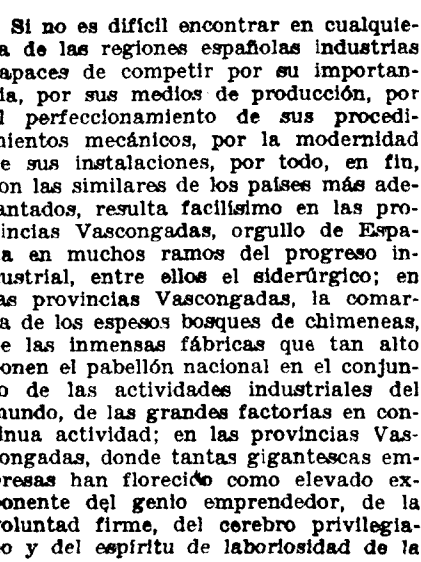 Si no es difícil encontrar en cualquie-
a de las regiones españolas industrias
apaces de competir por su importan-
ia, por sus medios de producción, por
l perfeccionamiento de sus procedi-
nientos mecánicos, por la modernidad
e sus instalaciones, por todo, en fin,
on las similares de los países más ade-
antados, resulta facilísimo en las pro-
incias Vascongadas, orgullo de Espa-
a en muchos ramos del progreso in-
ustrial, entre ellos el siderúrgico; en
as provincias Vascongadas, la comar-
a de los espesos bosques de chimeneas,
e las inmensas fábricas que tan alto
onen el pabellón nacional en el conjun-
o de las actividades industriales del
nundo, de las grandes factorías en con-
inua actividad; en las provincias Vas-
ongadas, donde tantas gigantescas em-
resas han florecido como elevado ex-
onente del genio emprendedor, de la
oluntad firme, del cerebro privilegia-
o y del espíritu de laboriosidad de la